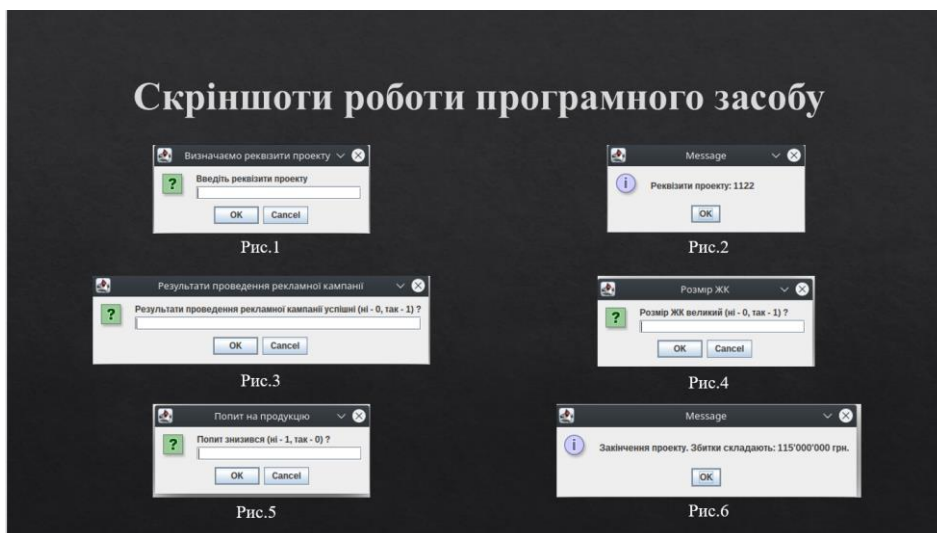 Скріншоти роботи програмного засобу
Визначаємо реквізити проекту
Введіть реквізити проекту
OK Cancel
Рис.1
Message
Реквізити проекту: 1122
OK
Рис.2
Результати проведення рекламної кампанії
Результати проведення рекламної кампанії успішні (ні - 0, так - 1) ?
OK Cancel
Рис.3
Розмір ЖК
Розмір ЖК великий (ні - 0, так - 1) ?
OK Cancel
Рис.4
Попит на продукцію
Попит знизився (ні - 1, так - 0) ?
OK Cancel
Рис.5
Message
Закінчення проекту. Збитки складають: 115'000'000 грн.
OK
Рис.6